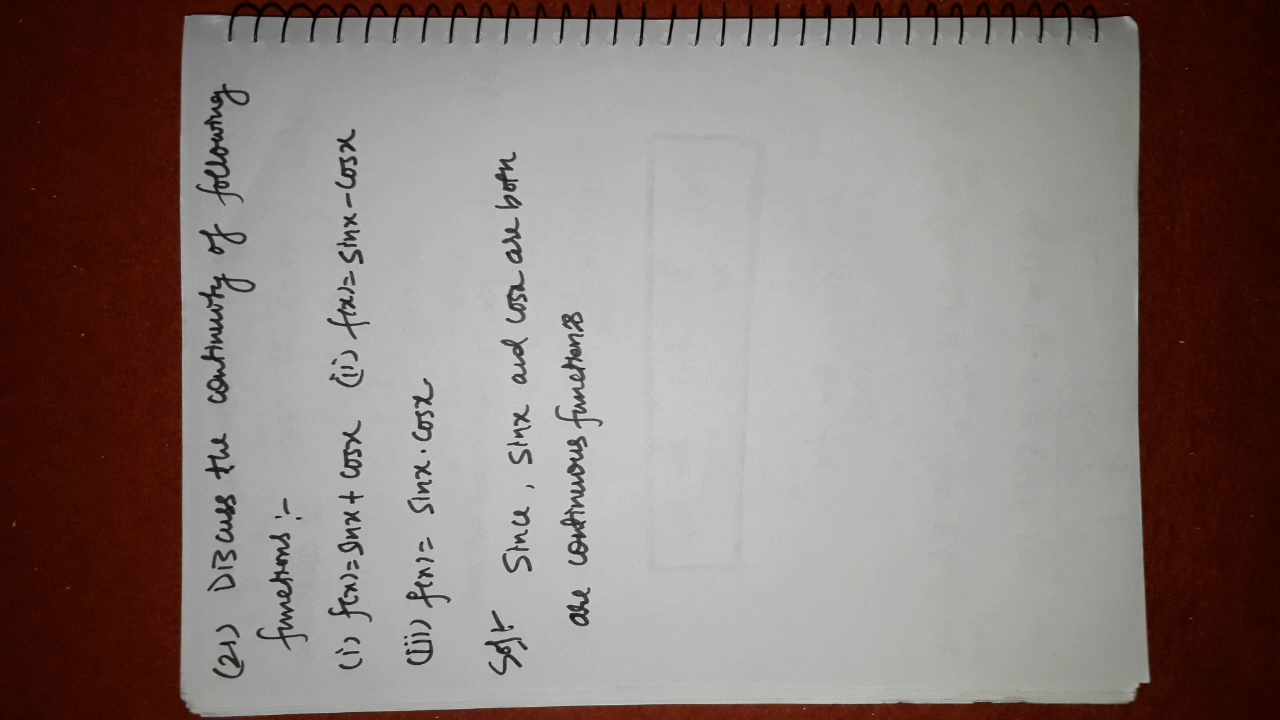 (21) Discuss the continuity of following
functions :-
(i) f(x) = sinx + cosx (ii) f(x) = sinx - cosx
(iii) f(x) = sinx . cosx
Sol:- Since, sinx and cosx are both
are continuous functions